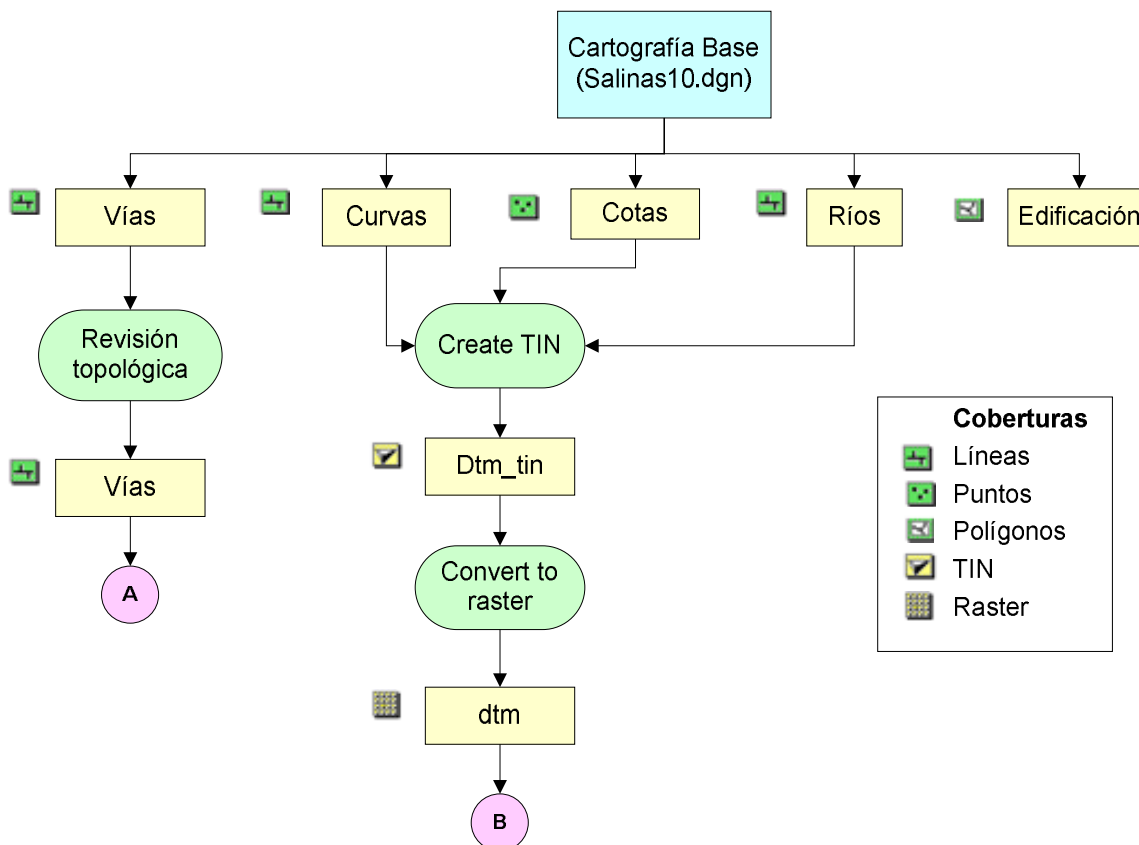 Cartografía Base
(Salinas10.dgn)
Vías
Curvas
Cotas
Ríos
Edificación
Revisión
topológica
Create TIN
Vías
Dtm_tin
A
Convert to
raster
dtm
B
Coberturas
Líneas
Puntos
Polígonos
TIN
Raster